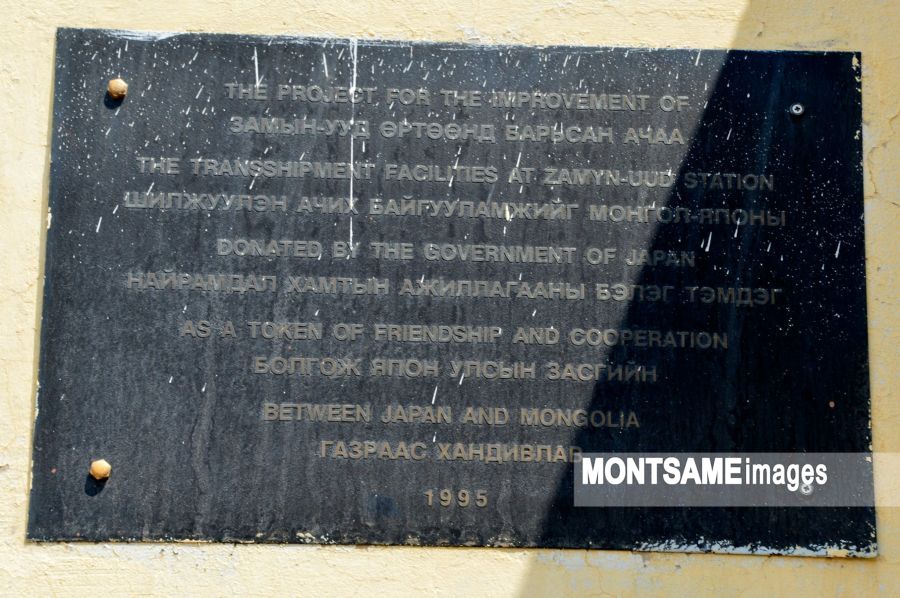 THE PROJECT FOR THE IMPROVEMENT OF
ЗАМЫН-ҮҮД ӨРТӨӨНД БАРЬСАН АЧАА
THE TRANSSHIPMENT FACILITIES AT ZAMYN-UUD STATION
ШИЛЖҮҮЛЭН АЧИХ БАЙГУУЛАМЖИЙГ МОНГОЛ-ЯПОНЫ
DONATED BY THE GOVERNMENT OF JAPAN
НАЙРАМДАЛ ХАМТЫН АЖИЛЛАГААНЫ БЭЛЭГ ТЭМДЭГ
AS A TOKEN OF FRIENDSHIP AND COOPERATION
БОЛГОЖ ЯПОН УЛСЫН ЗАСГИЙН
BETWEEN JAPAN AND MONGOLIA
ГАЗРААС ХАНДИВЛАВ
1995
MONTSAMEimages